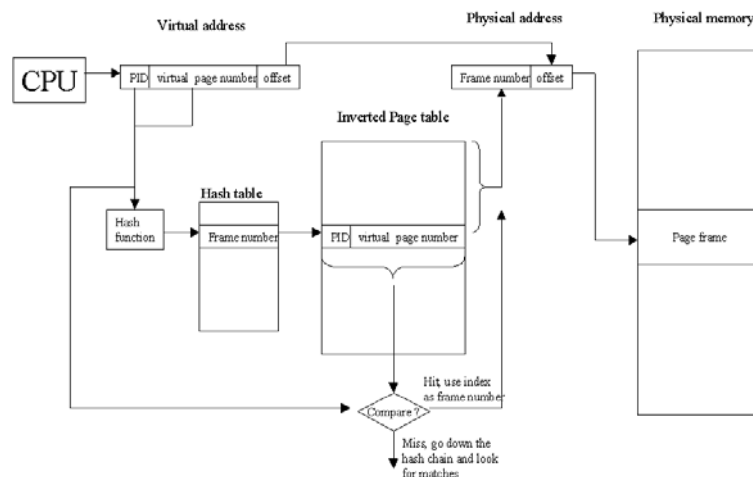 Virtual address
Physical address
Physical memory
CPU
PID virtual page number offset
Frame number offset
Inverted Page table
Hash table
Hash
function
Frame number
PID virtual page number
Page frame
Hit, use index
as frame number
Compare ?
Miss, go down the
hash chain and look
for matches